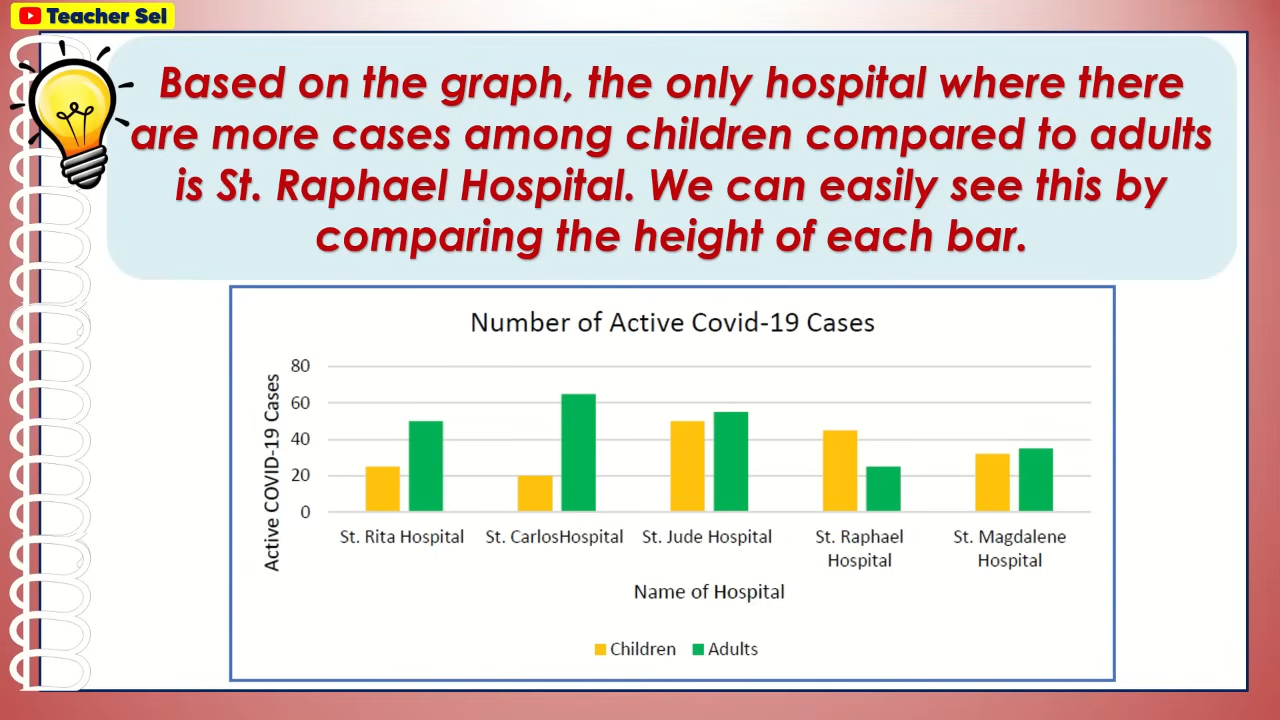 Teacher Sel
Based on the graph, the only hospital where there
are more cases among children compared to adults
is St. Raphael Hospital. We can easily see this by
comparing the height of each bar.
Number of Active Covid-19 Cases
Active COVID-19 Cases
80
60
40
20
0
St. Rita Hospital St. CarlosHospital St. Jude Hospital St. Raphael Hospital St. Magdalene Hospital
Name of Hospital
Children Adults